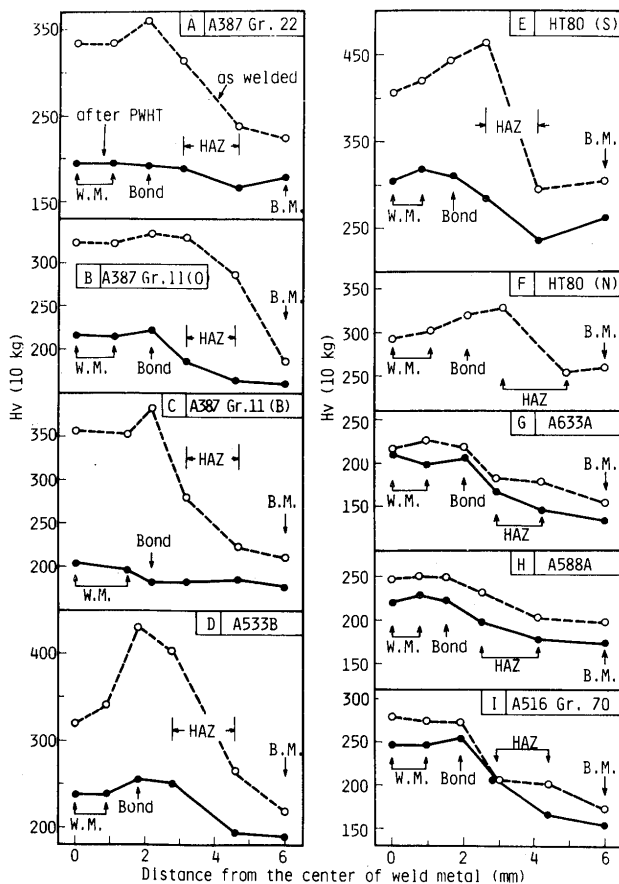 A A387 Gr. 22
350
250
150
as welded
after PWHT
HAZ
W.M.
Bond
B.M.
B A387 Gr.11(O)
300
200
HAZ
W.M.
Bond
B.M.
C A387 Gr.11(B)
350
300
250
200
HAZ
Bond
W.M.
B.M.
D A533B
400
300
200
HAZ
W.M.
Bond
B.M.
Hv (10 kg)
0 2 4 6
E HT80 (S)
450
350
250
HAZ
W.M.
Bond
B.M.
F HT80 (N)
350
300
250
W.M.
Bond
HAZ
B.M.
G A633A
200
150
W.M.
Bond
HAZ
B.M.
H A588A
250
200
150
W.M.
Bond
HAZ
B.M.
I A516 Gr. 70
300
250
200
150
HAZ
W.M.
Bond
B.M.
Hv (10 kg)
0 2 4 6
Distance from the center of weld metal (mm)